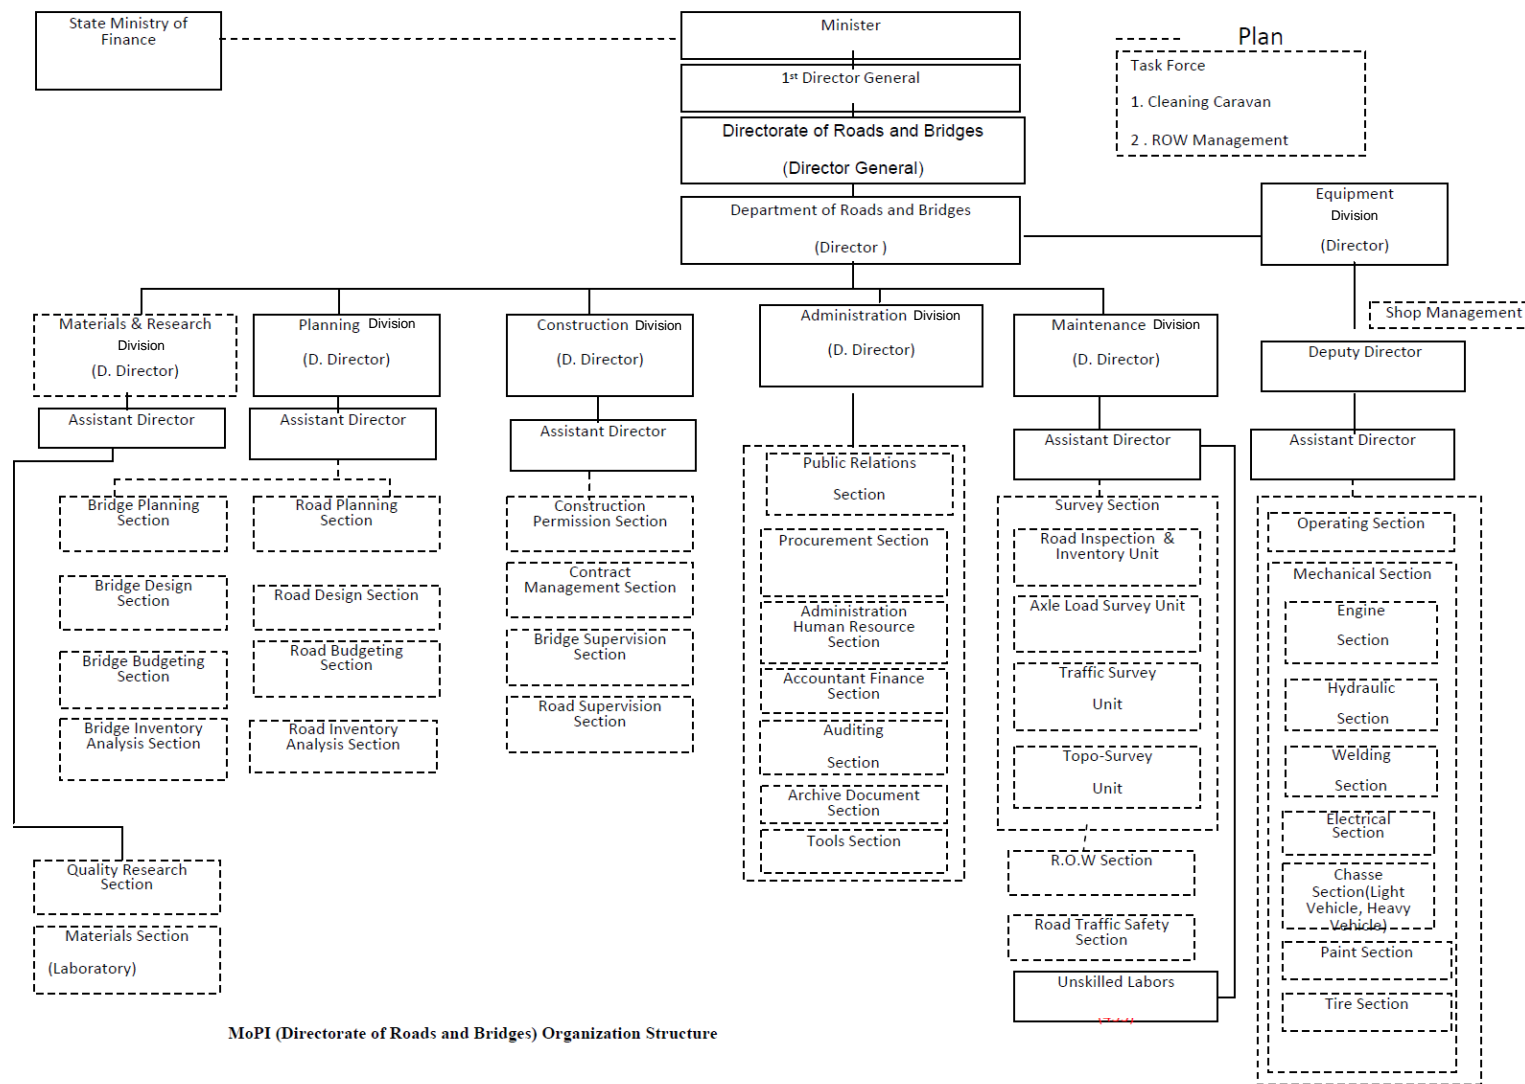 State Ministry of
Finance
Minister
1st Director General
Directorate of Roads and Bridges
(Director General)
Department of Roads and Bridges
(Director )
Plan
Task Force
1. Cleaning Caravan
2 . ROW Management
Equipment
Division
(Director)
Shop Management
Deputy Director
Assistant Director
Materials & Research
Division
(D. Director)
Assistant Director
Planning Division
(D. Director)
Assistant Director
Construction Division
(D. Director)
Assistant Director
Administration Division
(D. Director)
Maintenance Division
(D. Director)
Assistant Director
Bridge Planning
Section
Bridge Design
Section
Bridge Budgeting
Section
Bridge Inventory
Analysis Section
Road Planning
Section
Road Design Section
Road Budgeting
Section
Road Inventory
Analysis Section
Construction
Permission Section
Contract
Management Section
Bridge Supervision
Section
Road Supervision
Section
Public Relations
Section
Procurement Section
Administration
Human Resource
Section
Accountant Finance
Section
Auditing
Section
Archive Document
Section
Tools Section
Survey Section
Road Inspection &
Inventory Unit
Axle Load Survey Unit
Traffic Survey
Unit
Topo-Survey
Unit
R.O.W Section
Road Traffic Safety
Section
Unskilled Labors
Operating Section
Mechanical Section
Engine
Section
Hydraulic
Section
Welding
Section
Electrical
Section
Chasse
Section(Light
Vehicle, Heavy
Vehicle)
Paint Section
Tire Section
Quality Research
Section
Materials Section
(Laboratory)
MoPI (Directorate of Roads and Bridges) Organization Structure